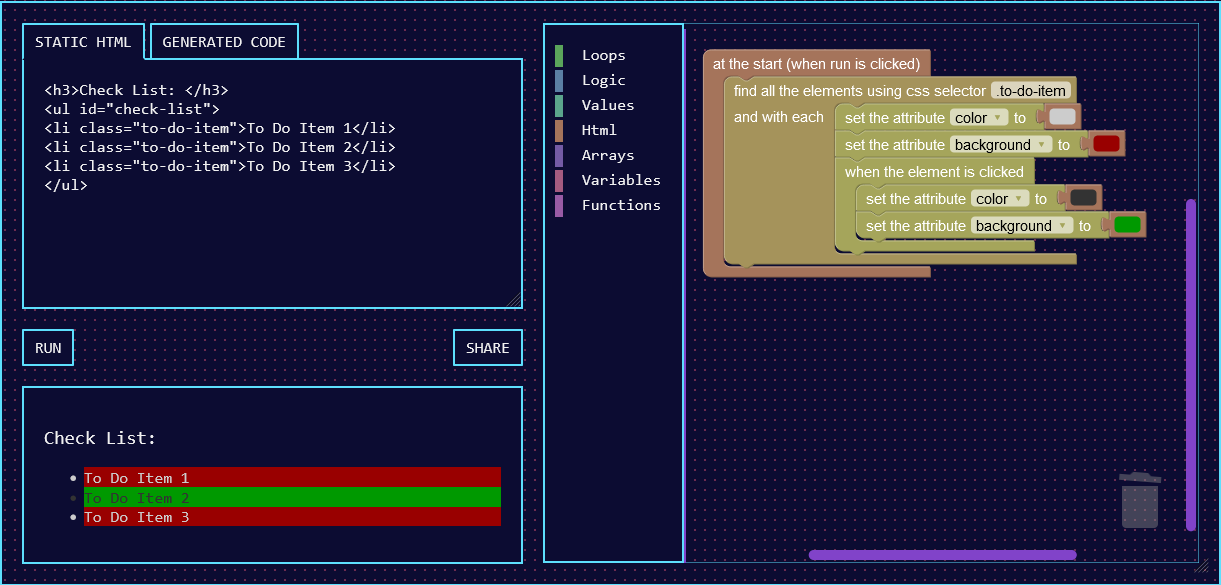 STATIC HTML
GENERATED CODE
<h3>Check List: </h3>
<ul id="check-list">
<li class="to-do-item">To Do Item 1</li>
<li class="to-do-item">To Do Item 2</li>
<li class="to-do-item">To Do Item 3</li>
</ul>
RUN
SHARE
Check List:
To Do Item 1
To Do Item 2
To Do Item 3
Loops
Logic
Values
Html
Arrays
Variables
Functions
at the start (when run is clicked)
find all the elements using css selector .to-do-item
and with each set the attribute color to
set the attribute background to
when the element is clicked
set the attribute color to
set the attribute background to